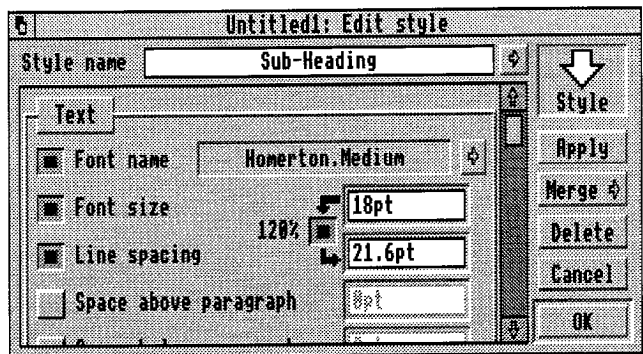 Untitled1: Edit style
Style name Sub-Heading
Style
Text
Font name Homerton.Medium
Apply
Font size 18pt
Merge
120%
Delete
Line spacing 21.6pt
Cancel
Space above paragraph 0pt
OK